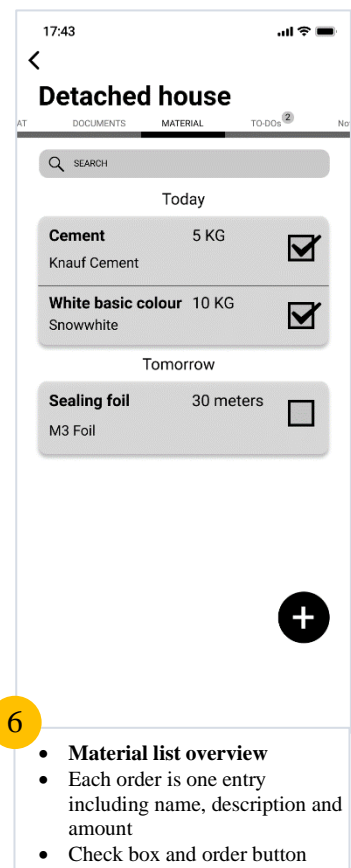 17:43
Detached house
AT DOCUMENTS MATERIAL TO-DOs 2 No
SEARCH
Today
Cement 5 KG
Knauf Cement
White basic colour 10 KG
Snowwhite
Tomorrow
Sealing foil 30 meters
M3 Foil
+
6
• Material list overview
• Each order is one entry
including name, description and
amount
• Check box and order button